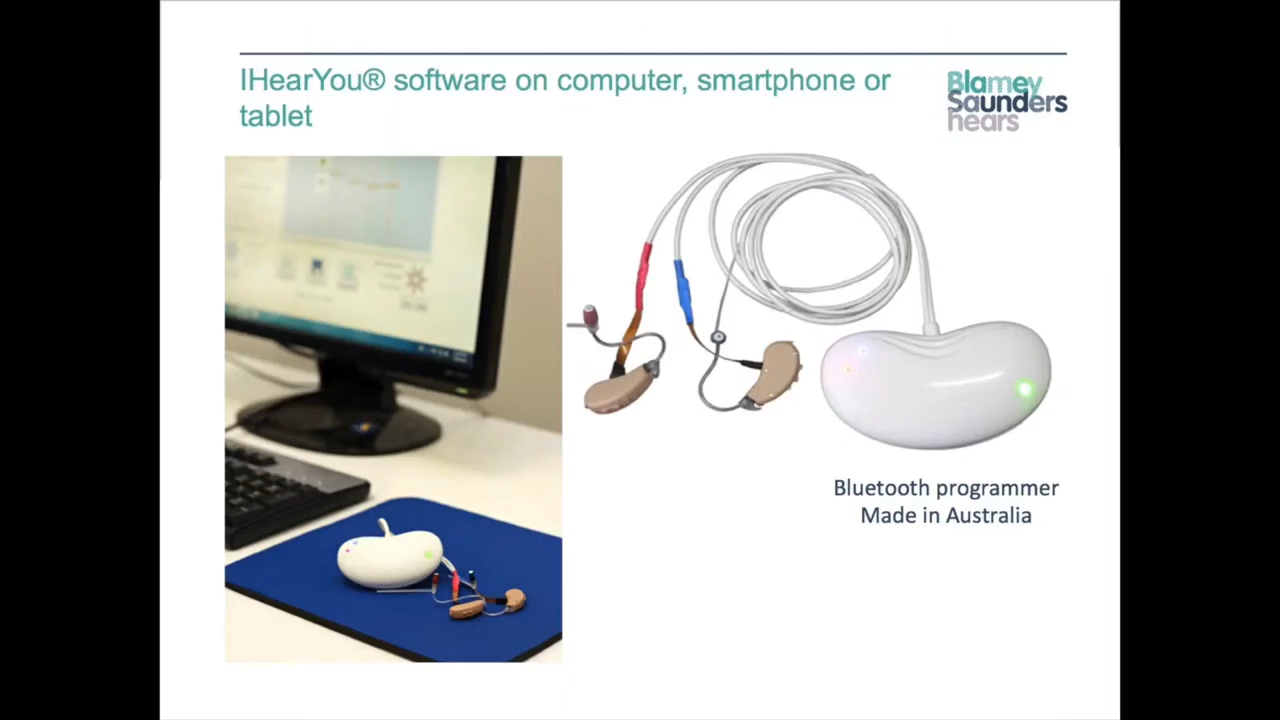 IHearYou® software on computer, smartphone or
tablet
Blamey
Saunders
hears
Bluetooth programmer
Made in Australia